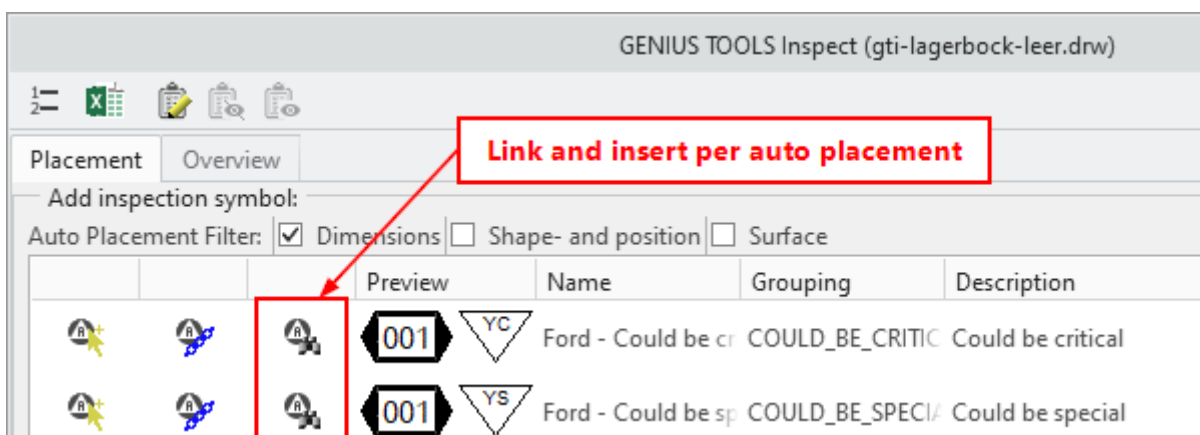 GENIUS TOOLS Inspect (gti-lagerbock-leer.drw)
Link and insert per auto placement
Placement Overview
Add inspection symbol:
Auto Placement Filter: Dimensions Shape- and position Surface
Preview Name Grouping Description
001 YC Ford - Could be cr COULD_BE_CRITIC Could be critical
001 YS Ford - Could be sp COULD_BE_SPECIA Could be special